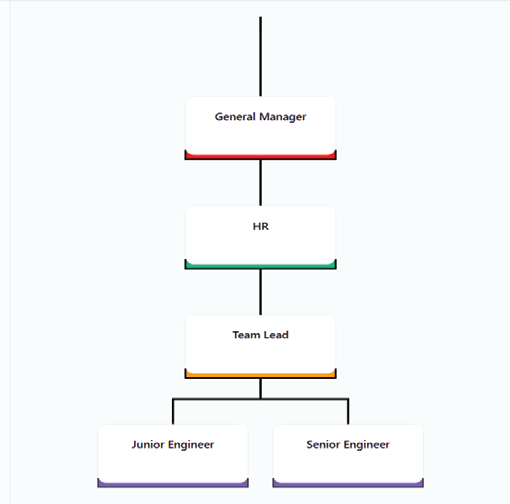 General Manager
HR
Team Lead
Junior Engineer
Senior Engineer